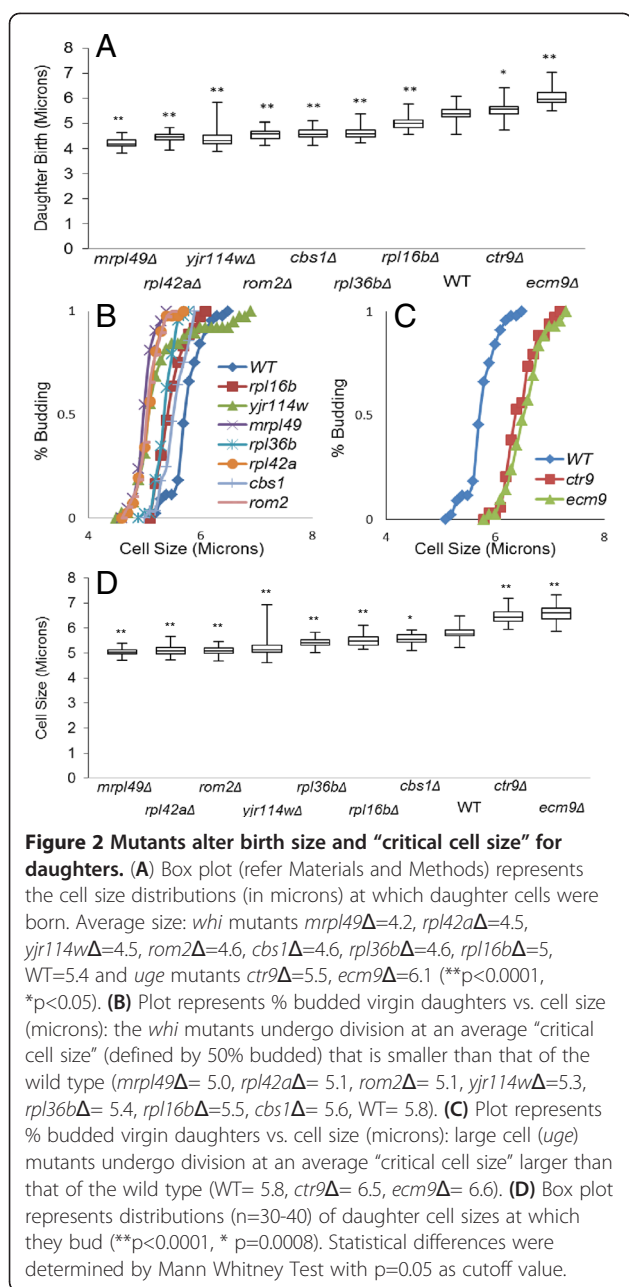 A
Daughter Birth (Microns)
8
7
6
5
4
3
2
1
0
** ** ** ** ** ** ** * **
mrpl49Δ yjr114wΔ cbs1Δ rpl16bΔ ctr9Δ
rpl42aΔ rom2Δ rpl36bΔ WT ecm9Δ
B
% Budding
1
0.5
0
4 6 8
Cell Size (Microns)
WT
rpl16b
yjr114w
mrpl49
rpl36b
rpl42a
cbs1
rom2
C
% Budding
1
0.5
0
4 6 8
Cell Size (Microns)
WT
ctr9
ecm9
D
Cell Size (Microns)
8
7
6
5
4
3
2
1
0
** ** ** ** ** ** * ** **
mrpl49Δ rom2Δ rpl36bΔ cbs1Δ ctr9Δ
rpl42aΔ yjr114wΔ rpl16bΔ WT ecm9Δ
Figure 2 Mutants alter birth size and “critical cell size” for
daughters. (A) Box plot (refer Materials and Methods) represents
the cell size distributions (in microns) at which daughter cells were
born. Average size: whi mutants mrpl49Δ=4.2, rpl42aΔ=4.5,
yjr114wΔ=4.5, rom2Δ=4.6, cbs1Δ=4.6, rpl36bΔ=4.6, rpl16bΔ=5,
WT=5.4 and uge mutants ctr9Δ=5.5, ecm9Δ=6.1 (**p<0.0001,
*p<0.05). (B) Plot represents % budded virgin daughters vs. cell size
(microns): the whi mutants undergo division at an average “critical
cell size” (defined by 50% budded) that is smaller than that of the
wild type (mrpl49Δ= 5.0, rpl42aΔ= 5.1, rom2Δ= 5.1, yjr114wΔ=5.3,
rpl36bΔ= 5.4, rpl16bΔ=5.5, cbs1Δ= 5.6, WT= 5.8). (C) Plot represents
% budded virgin daughters vs. cell size (microns): large cell (uge)
mutants undergo division at an average “critical cell size” larger than
that of the wild type (WT= 5.8, ctr9Δ= 6.5, ecm9Δ= 6.6). (D) Box plot
represents distributions (n=30-40) of daughter cell sizes at which
they bud (**p<0.0001, * p=0.0008). Statistical differences were
determined by Mann Whitney Test with p=0.05 as cutoff value.